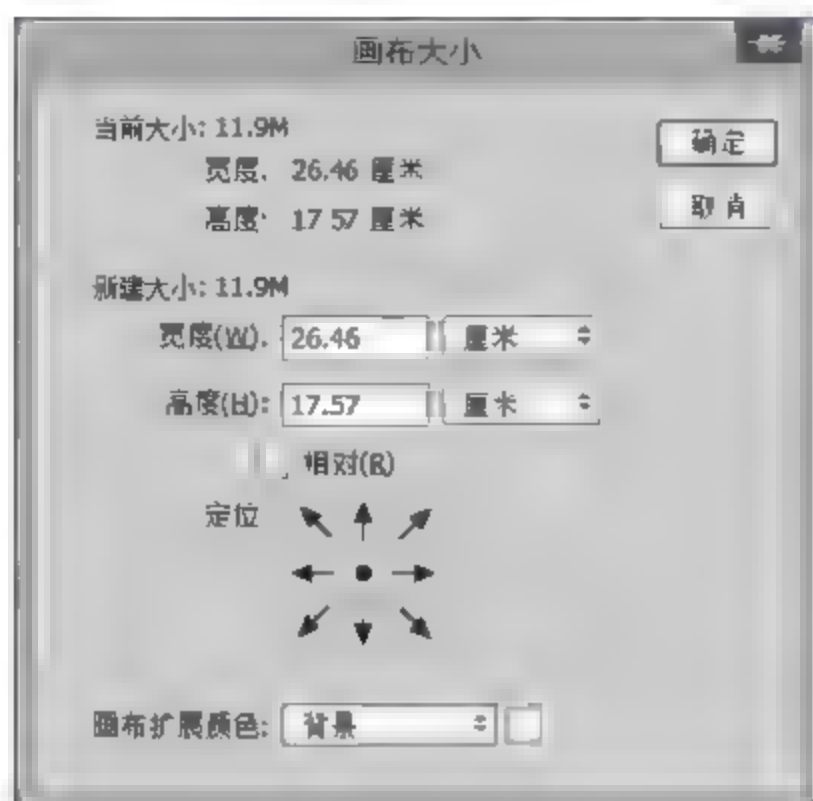 画布大小
当前大小: 11.9M
确定
宽度: 26.46 厘米
取消
高度: 17.57 厘米
新建大小: 11.9M
宽度(W): 26.46 厘米
高度(H): 17.57 厘米
相对(R)
定位
画布扩展颜色: 背景